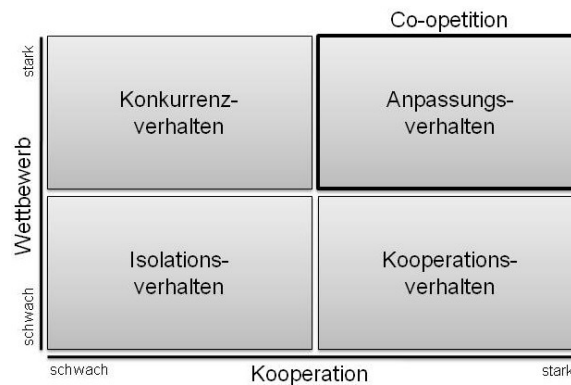 Co-opetition
stark
Konkurrenz-
verhalten
Anpassungs-
verhalten
Wettbewerb
Isolations-
verhalten
Kooperations-
verhalten
schwach
schwach
Kooperation
stark